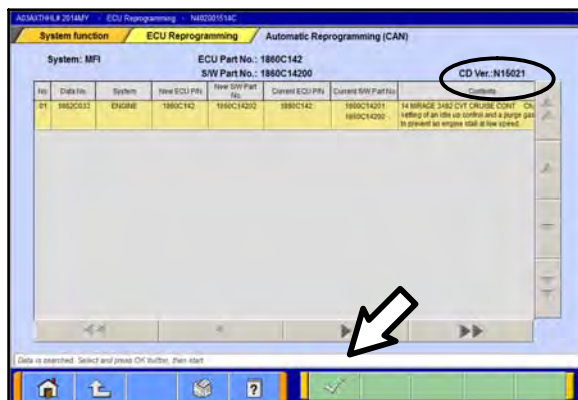 A03AXTHHL# 2014MY - ECU Reprogramming - N402001514C
System function ECU Reprogramming Automatic Reprogramming (CAN)
System: MFI ECU Part No.: 1860C142
S/W Part No.: 1860C14200 CD Ver.:N15021
No Data No. System New ECU P/N New S/W Part No. Current ECU P/N Current S/W Part No Contents
01 ENGINE 1860C142 1860C14202 1860C142 1860C14201 14 MIRAGE 3A92 CVT CRUISE CONT
1860C14200 setting of an idle up control and a purge gas
to prevent an engine stall at low speed.
Data is searched. Select and press OK button, then start
?